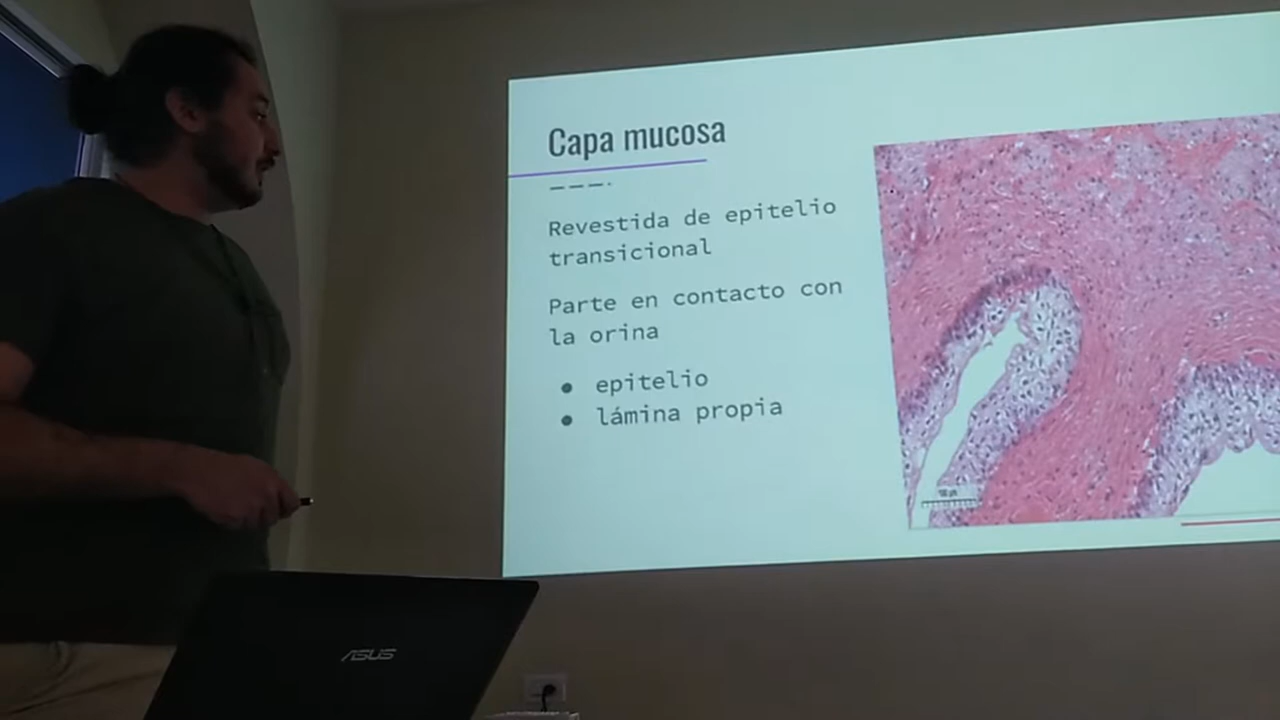 Capa mucosa
Revestida de epitelio
transicional
Parte en contacto con
la orina
● epitelio
● lámina propia
ASUS